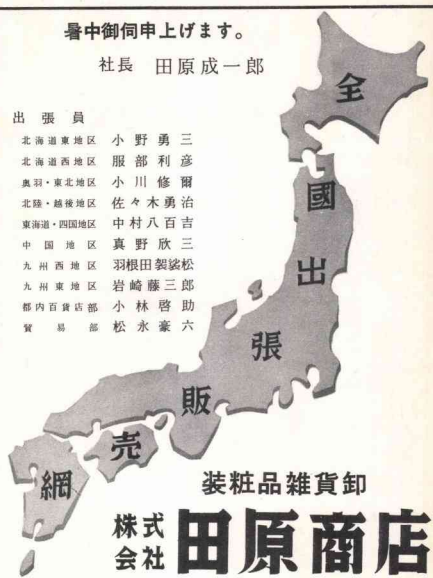 暑中御伺申上げます。
社長 田原成一郎
出張員
北海道東地区 小野勇三
北海道西地区 服部利彦
奥羽・東北地区 小川修爾
北陸・越後地区 佐々木勇治
東海道・四国地区 中村八百吉
中国地区 真野欣三
九州西地区 羽根田袈裟松
九州東地区 岩崎藤三郎
都内百貨店部 小林啓助
貿易部 松永豪六
全國出張販売網
装粧品雑貨卸
株式会社 田原商店